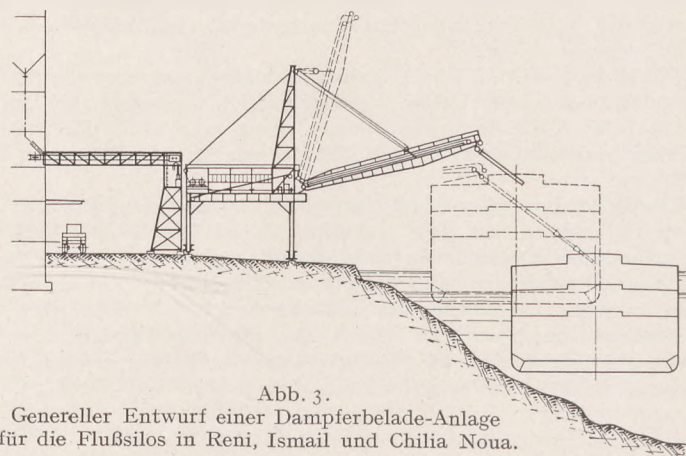 Abb. 3.
Genereller Entwurf einer Dampferbelade-Anlage
für die Flußsilos in Reni, Ismail und Chilia Noua.